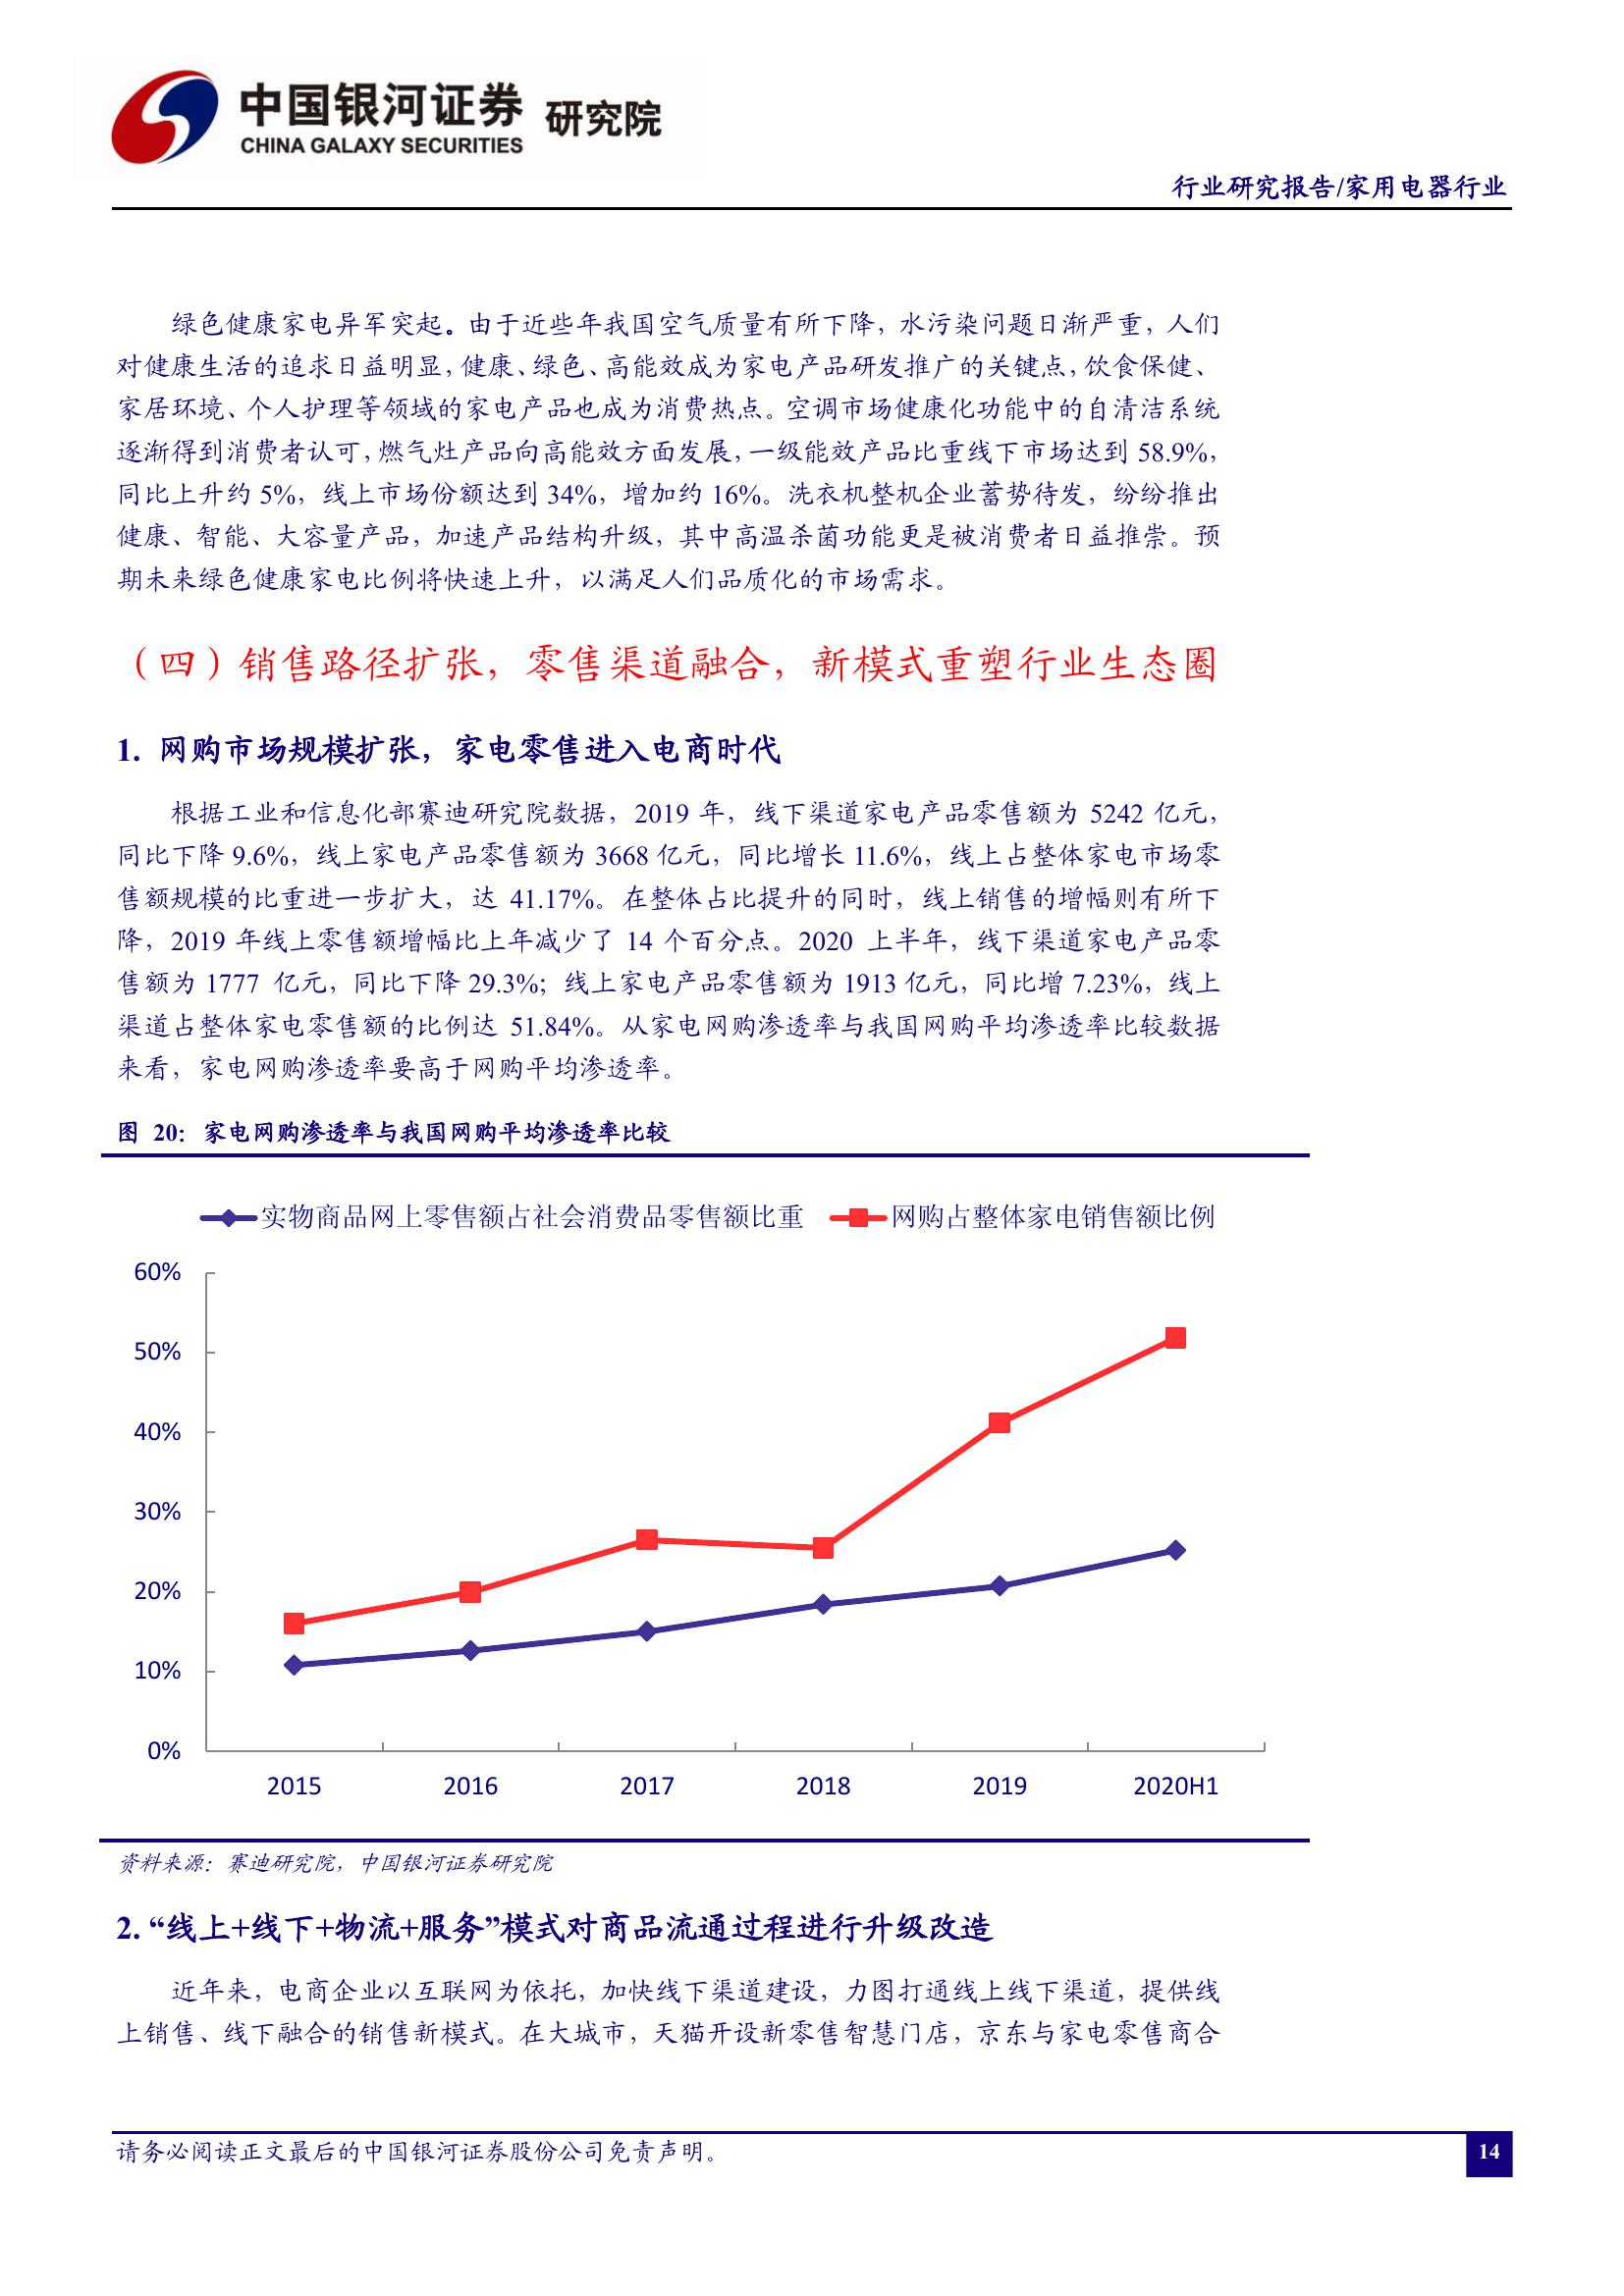 中国银河证券 研究院
CHINA GALAXY SECURITIES
行业研究报告/家用电器行业
绿色健康家电异军突起。由于近些年我国空气质量有所下降，水污染问题日渐严重，人们
对健康生活的追求日益明显，健康、绿色、高能效成为家电产品研发推广的关键点，饮食保健、
家居环境、个人护理等领域的家电产品也成为消费热点。空调市场健康化功能中的自清洁系统
逐渐得到消费者认可，燃气灶产品向高能效方面发展，一级能效产品比重线下市场达到 58.9%，
同比上升约 5%，线上市场份额达到 34%，增加约 16%。洗衣机整机企业蓄势待发，纷纷推出
健康、智能、大容量产品，加速产品结构升级，其中高温杀菌功能更是被消费者日益推崇。预
期未来绿色健康家电比例将快速上升，以满足人们品质化的市场需求。
（四）销售路径扩张，零售渠道融合，新模式重塑行业生态圈
1. 网购市场规模扩张，家电零售进入电商时代
根据工业和信息化部赛迪研究院数据，2019 年，线下渠道家电产品零售额为 5242 亿元，
同比下降 9.6%，线上家电产品零售额为 3668 亿元，同比增长 11.6%，线上占整体家电市场零
售额规模的比重进一步扩大，达 41.17%。在整体占比提升的同时，线上销售的增幅则有所下
降，2019 年线上零售额增幅比上年减少了 14 个百分点。2020 上半年，线下渠道家电产品零
售额为 1777 亿元，同比下降 29.3%；线上家电产品零售额为 1913 亿元，同比增 7.23%，线上
渠道占整体家电零售额的比例达 51.84%。从家电网购渗透率与我国网购平均渗透率比较数据
来看，家电网购渗透率要高于网购平均渗透率。
图 20：家电网购渗透率与我国网购平均渗透率比较
实物商品网上零售额占社会消费品零售额比重 网购占整体家电销售额比例
60%
50%
40%
30%
20%
10%
0%
2015 2016 2017 2018 2019 2020H1
资料来源：赛迪研究院，中国银河证券研究院
2. “线上+线下+物流+服务”模式对商品流通过程进行升级改造
近年来，电商企业以互联网为依托，加快线下渠道建设，力图打通线上线下渠道，提供线
上销售、线下融合的销售新模式。在大城市，天猫开设新零售智慧门店，京东与家电零售商合
请务必阅读正文最后的中国银河证券股份公司免责声明。
14